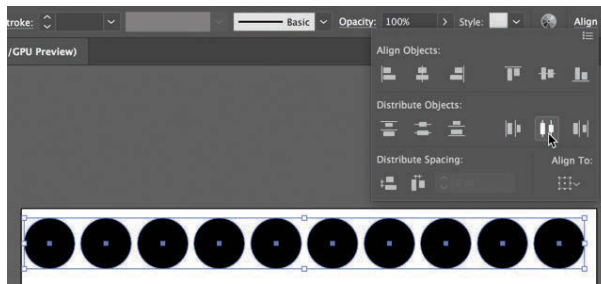 troke:
Basic
Opacity: 100%
Style:
Align
/GPU Preview)
Align Objects:
Distribute Objects:
Distribute Spacing:
Align To: